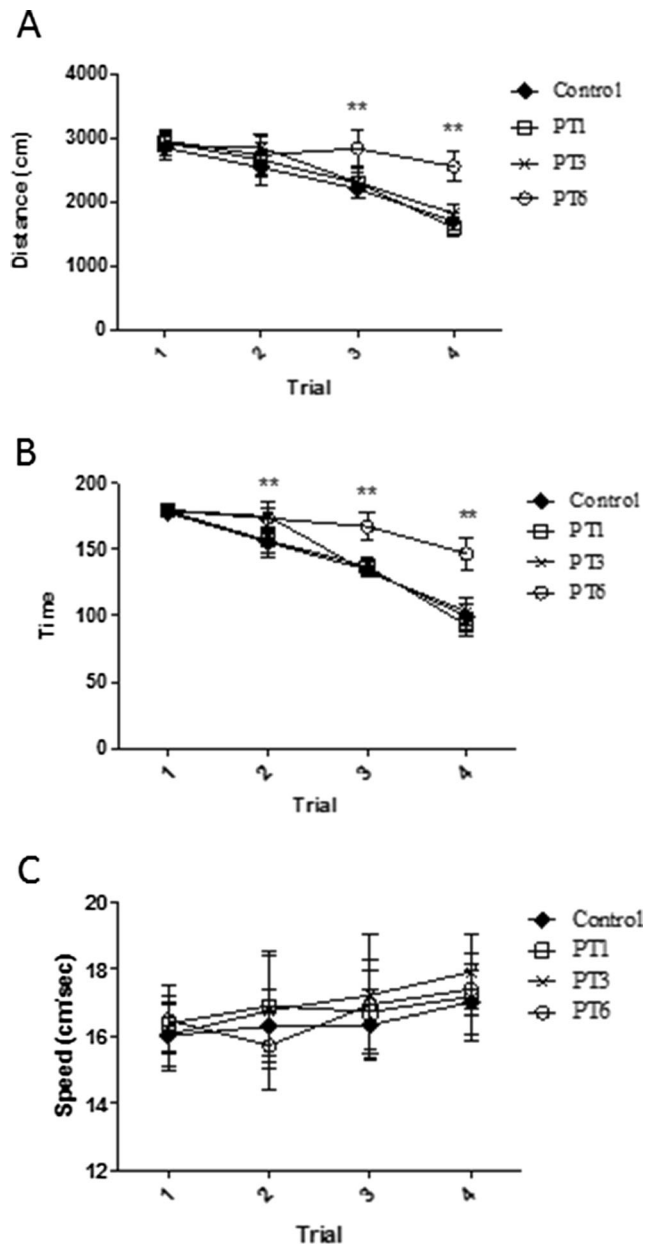 A
4000
3000
2000
1000
0
Distance (cm)
** **
1 2 3 4
Trial
Control
PT1
PT3
PT6
B
200
150
100
50
0
Time
** ** **
1 2 3 4
Trial
Control
PT1
PT3
PT6
C
20
18
16
14
12
Speed (cm/sec)
1 2 3 4
Trial
Control
PT1
PT3
PT6